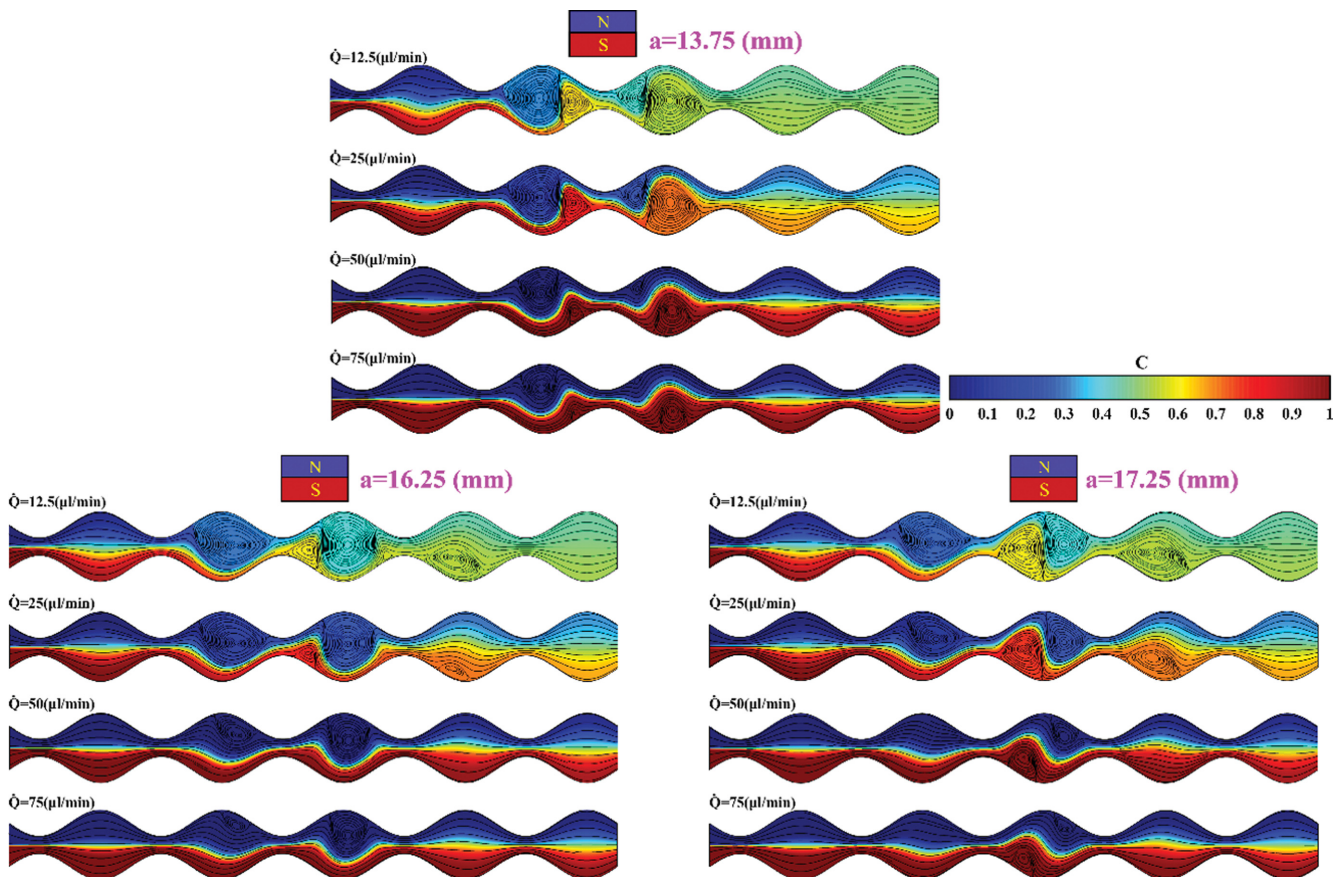 N
S
a=13.75 (mm)
Q̇=12.5(μl/min)
Q̇=25(μl/min)
Q̇=50(μl/min)
Q̇=75(μl/min)
C
0 0.1 0.2 0.3 0.4 0.5 0.6 0.7 0.8 0.9 1
N
S
a=16.25 (mm)
Q̇=12.5(μl/min)
Q̇=25(μl/min)
Q̇=50(μl/min)
Q̇=75(μl/min)
N
S
a=17.25 (mm)
Q̇=12.5(μl/min)
Q̇=25(μl/min)
Q̇=50(μl/min)
Q̇=75(μl/min)